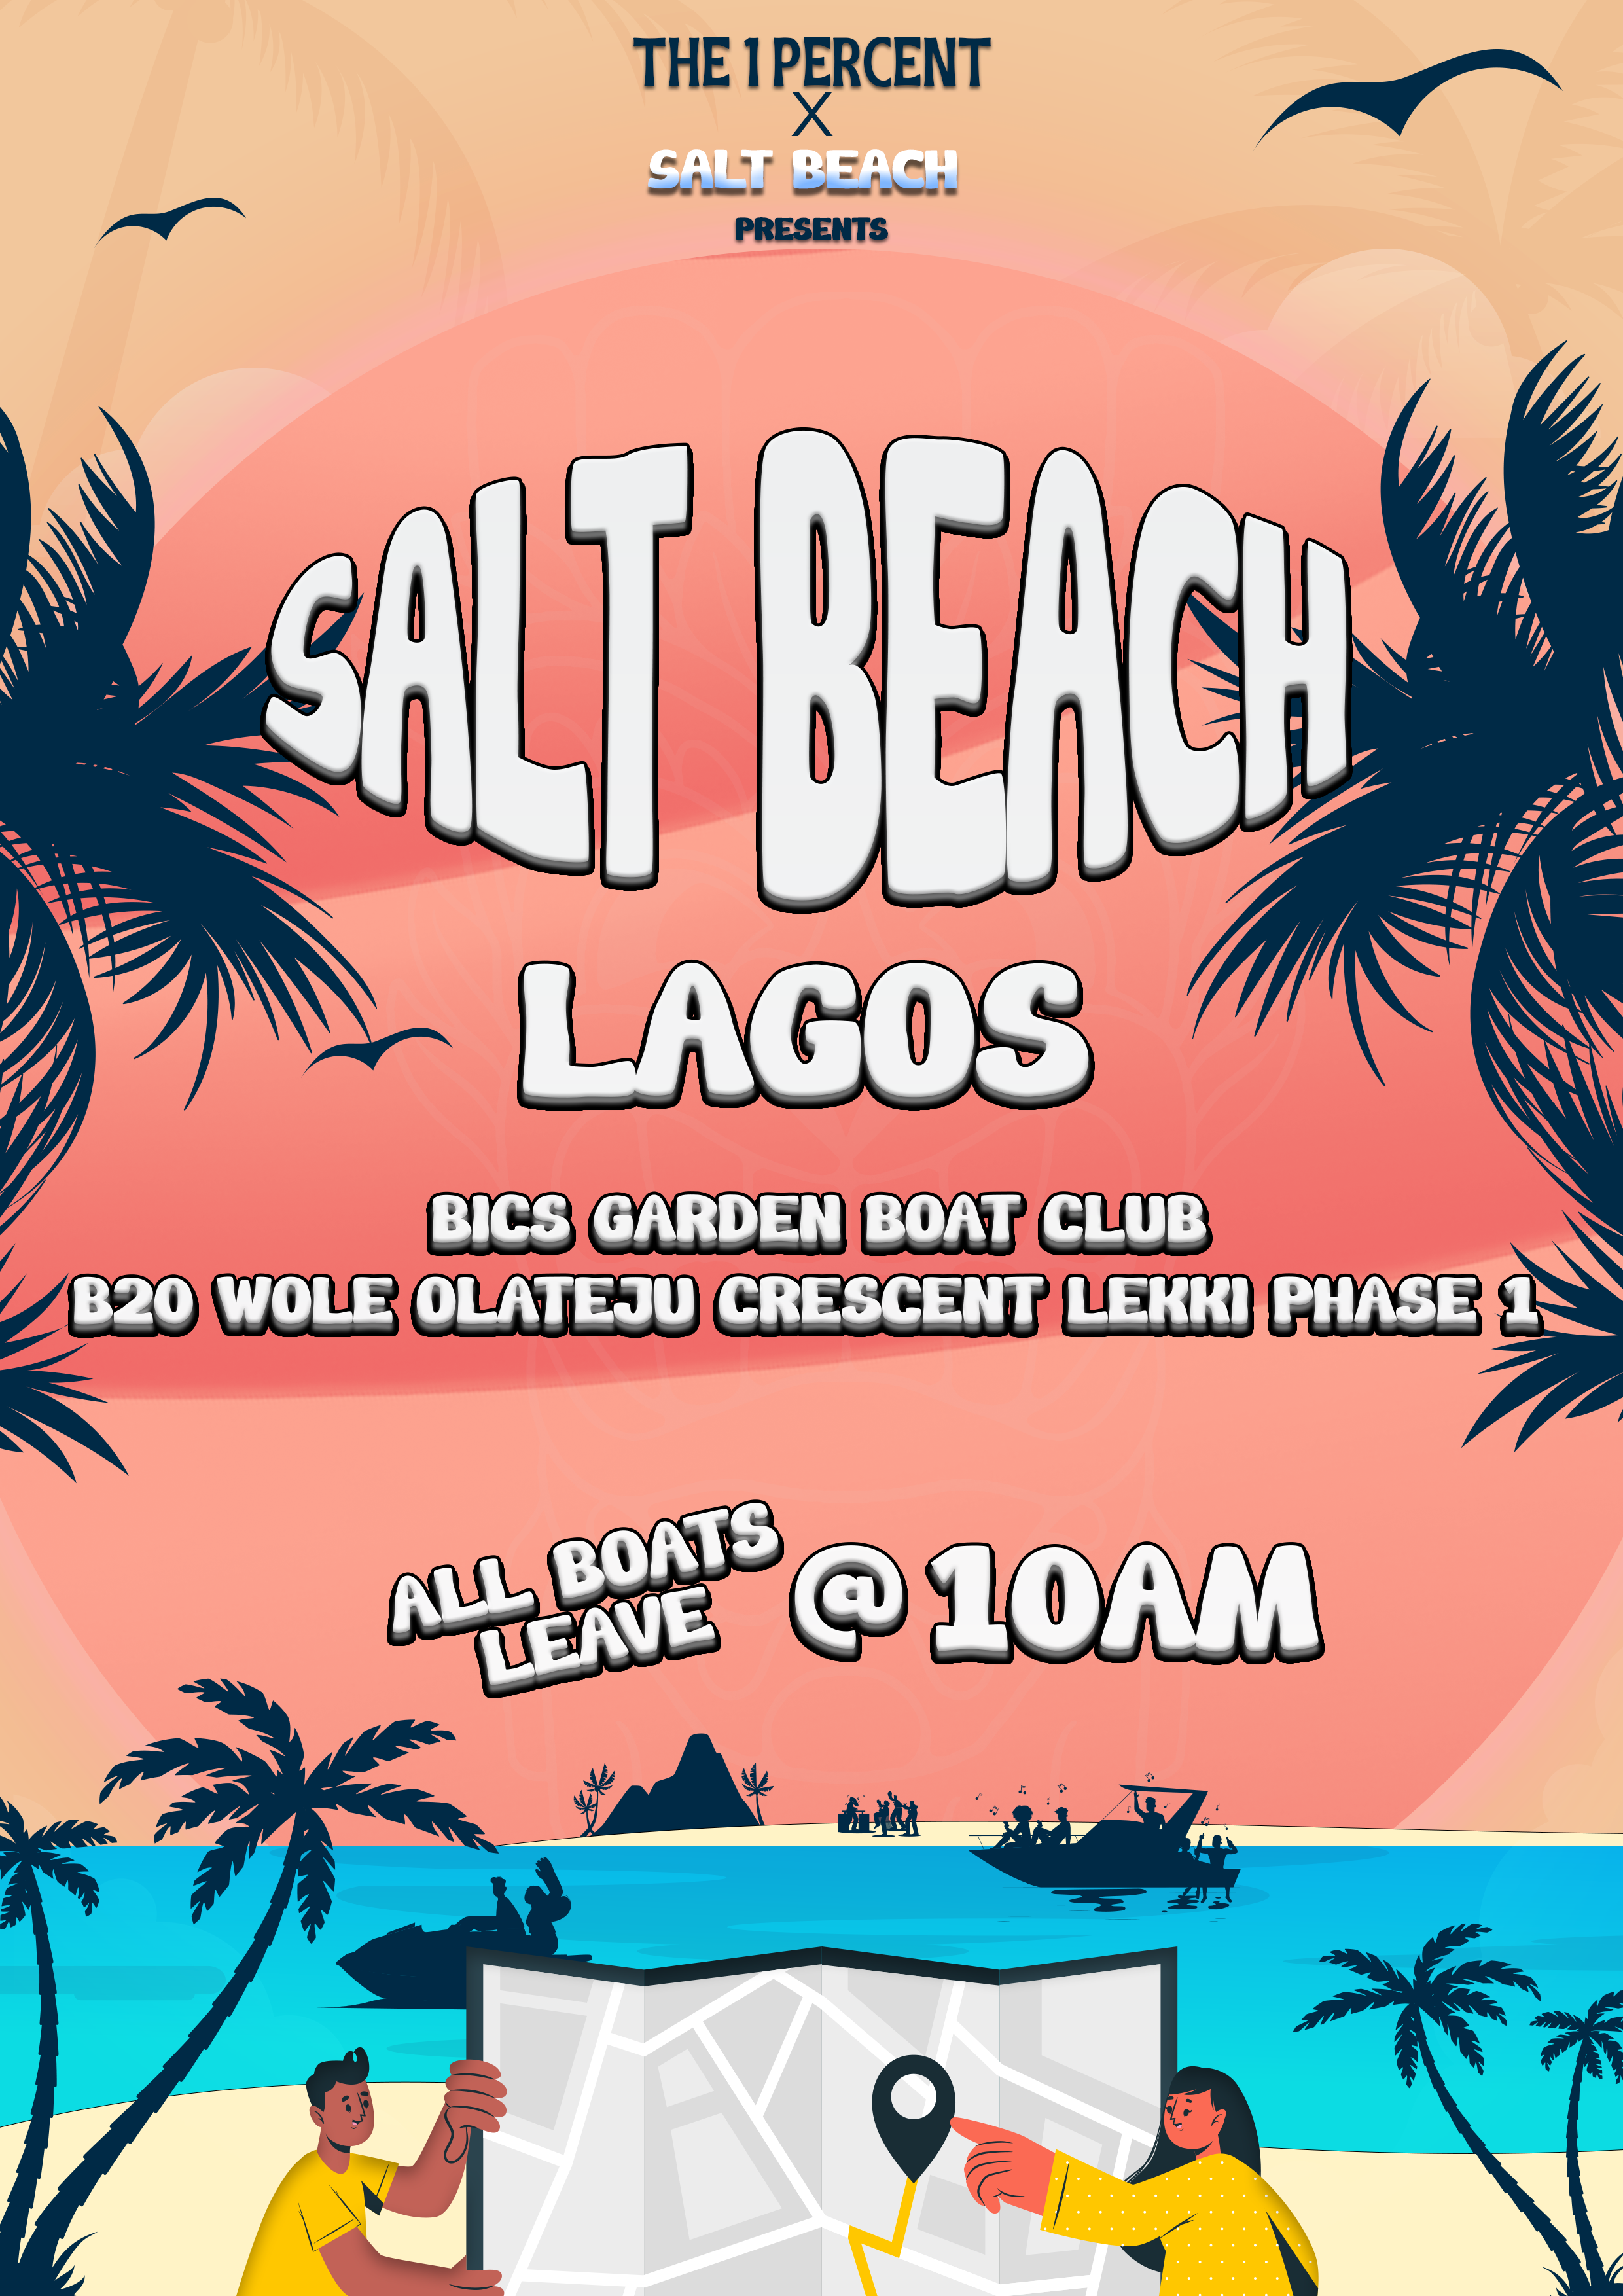 THE 1 PERCENT
X
SALT BEACH
PRESENTS
SALT BEACH
LAGOS
BICS GARDEN BOAT CLUB
B20 WOLE OLATEJU CRESCENT LEKKI PHASE 1
ALL BOATS
LEAVE
@ 10AM